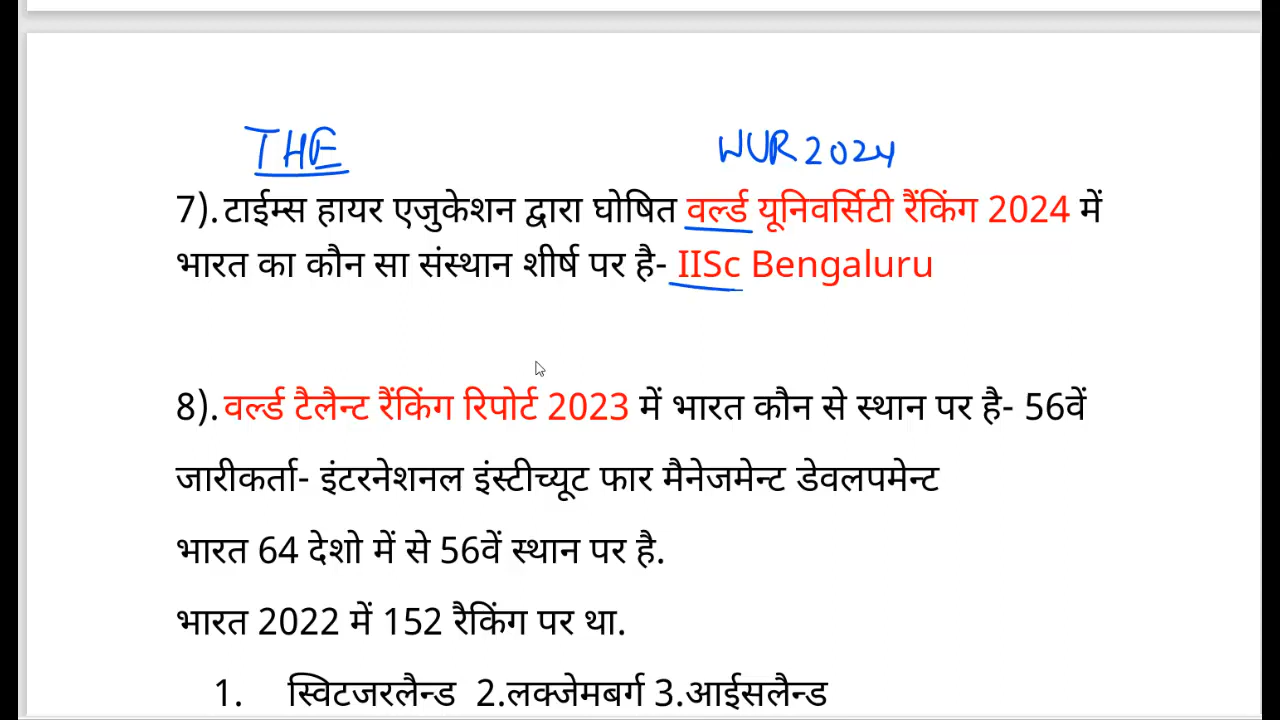 THE WUR 2024
7). टाईम्स हायर एजुकेशन द्वारा घोषित वर्ल्ड यूनिवर्सिटी रैंकिंग 2024 में
भारत का कौन सा संस्थान शीर्ष पर है- IISc Bengaluru
8). वर्ल्ड टैलैन्ट रैंकिंग रिपोर्ट 2023 में भारत कौन से स्थान पर है- 56वें
जारीकर्ता- इंटरनेशनल इंस्टीच्यूट फार मैनेजमेन्ट डेवलपमेन्ट
भारत 64 देशो में से 56वें स्थान पर है.
भारत 2022 में 152 रैकिंग पर था.
1. स्विटजरलैन्ड 2.लक्जेमबर्ग 3.आईसलैन्ड